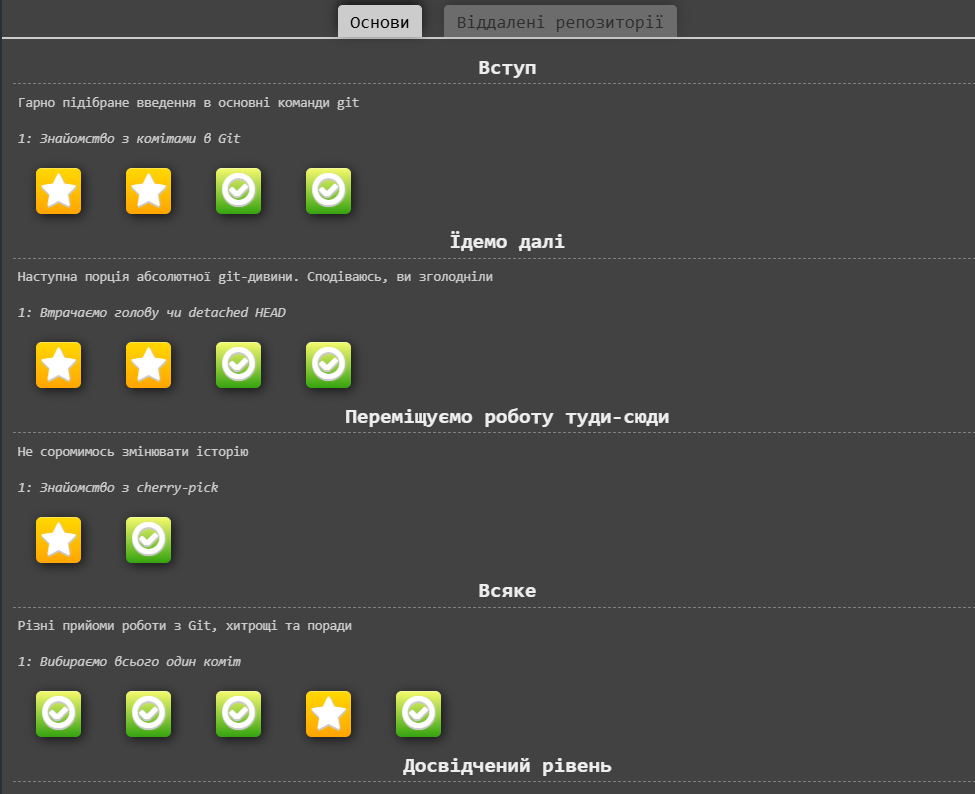 Основи
Віддалені репозиторії
Вступ
Гарно підібране введення в основні команди git
1: Знайомство з комітами в Git
Їдемо далі
Наступна порція абсолютної git-дивини. Сподіваюсь, ви зголодніли
1: Втрачаємо голову чи detached HEAD
Переміщуємо роботу туди-сюди
Не соромимось змінювати історію
1: Знайомство з cherry-pick
Всяке
Різні прийоми роботи з Git, хитрощі та поради
1: Вибираємо всього один коміт
Досвідчений рівень